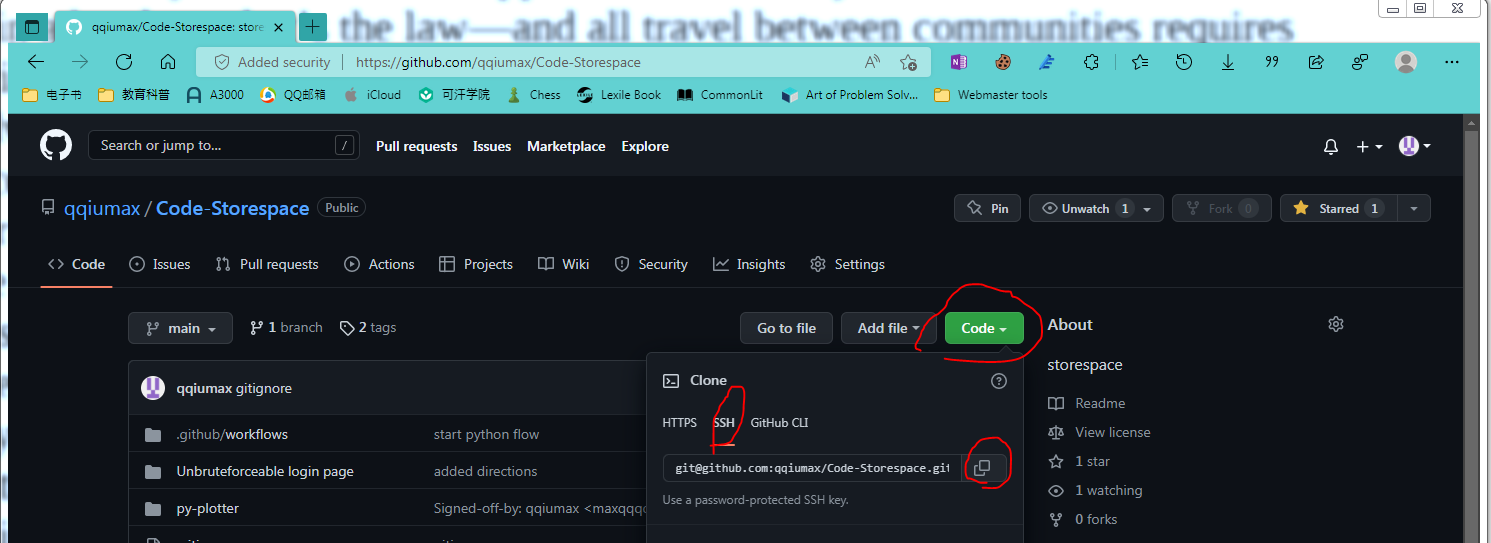 the law—and all travel between communities requires
qqiumax/Code-Storespace: store
Added security https://github.com/qqiumax/Code-Storespace
电子书 教育科普 A3000 QQ邮箱 iCloud 可汗学院 Chess Lexile Book CommonLit Art of Problem Solv... Webmaster tools
Search or jump to... / Pull requests Issues Marketplace Explore
qqiumax / Code-Storespace Public Pin Unwatch 1 Fork 0 Starred 1
Code Issues Pull requests Actions Projects Wiki Security Insights Settings
main 1 branch 2 tags Go to file Add file Code About
storespace
qqiumax gitignore Clone
HTTPS SSH GitHub CLI Readme
.github/workflows start python flow View license
Unbruteforceable login page added directions git@github.com:qqiumax/Code-Storespace.git 1 star
1 watching
py-plotter Signed-off-by: qqiumax <maxqqq Use a password-protected SSH key.
0 forks